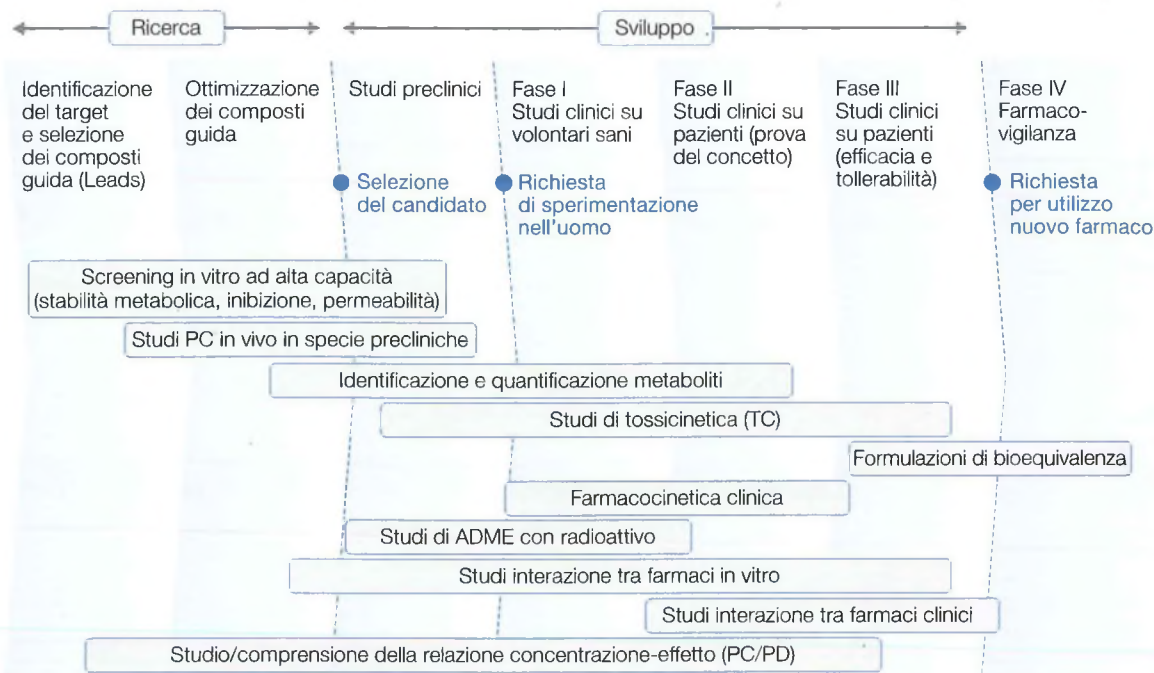 Ricerca
Sviluppo
Identificazione
del target
e selezione
dei composti
guida (Leads)
Ottimizzazione
dei composti
guida
Studi preclinici
Fase I
Studi clinici su
volontari sani
Fase II
Studi clinici su
pazienti (prova
del concetto)
Fase III
Studi clinici
su pazienti
(efficacia e
tollerabilità)
Fase IV
Farmaco-
vigilanza
Selezione
del candidato
Richiesta
di sperimentazione
nell'uomo
Richiesta
per utilizzo
nuovo farmaco
Screening in vitro ad alta capacità
(stabilità metabolica, inibizione, permeabilità)
Studi PC in vivo in specie precliniche
Identificazione e quantificazione metaboliti
Studi di tossicinetica (TC)
Formulazioni di bioequivalenza
Farmacocinetica clinica
Studi di ADME con radioattivo
Studi interazione tra farmaci in vitro
Studi interazione tra farmaci clinici
Studio/comprensione della relazione concentrazione-effetto (PC/PD)